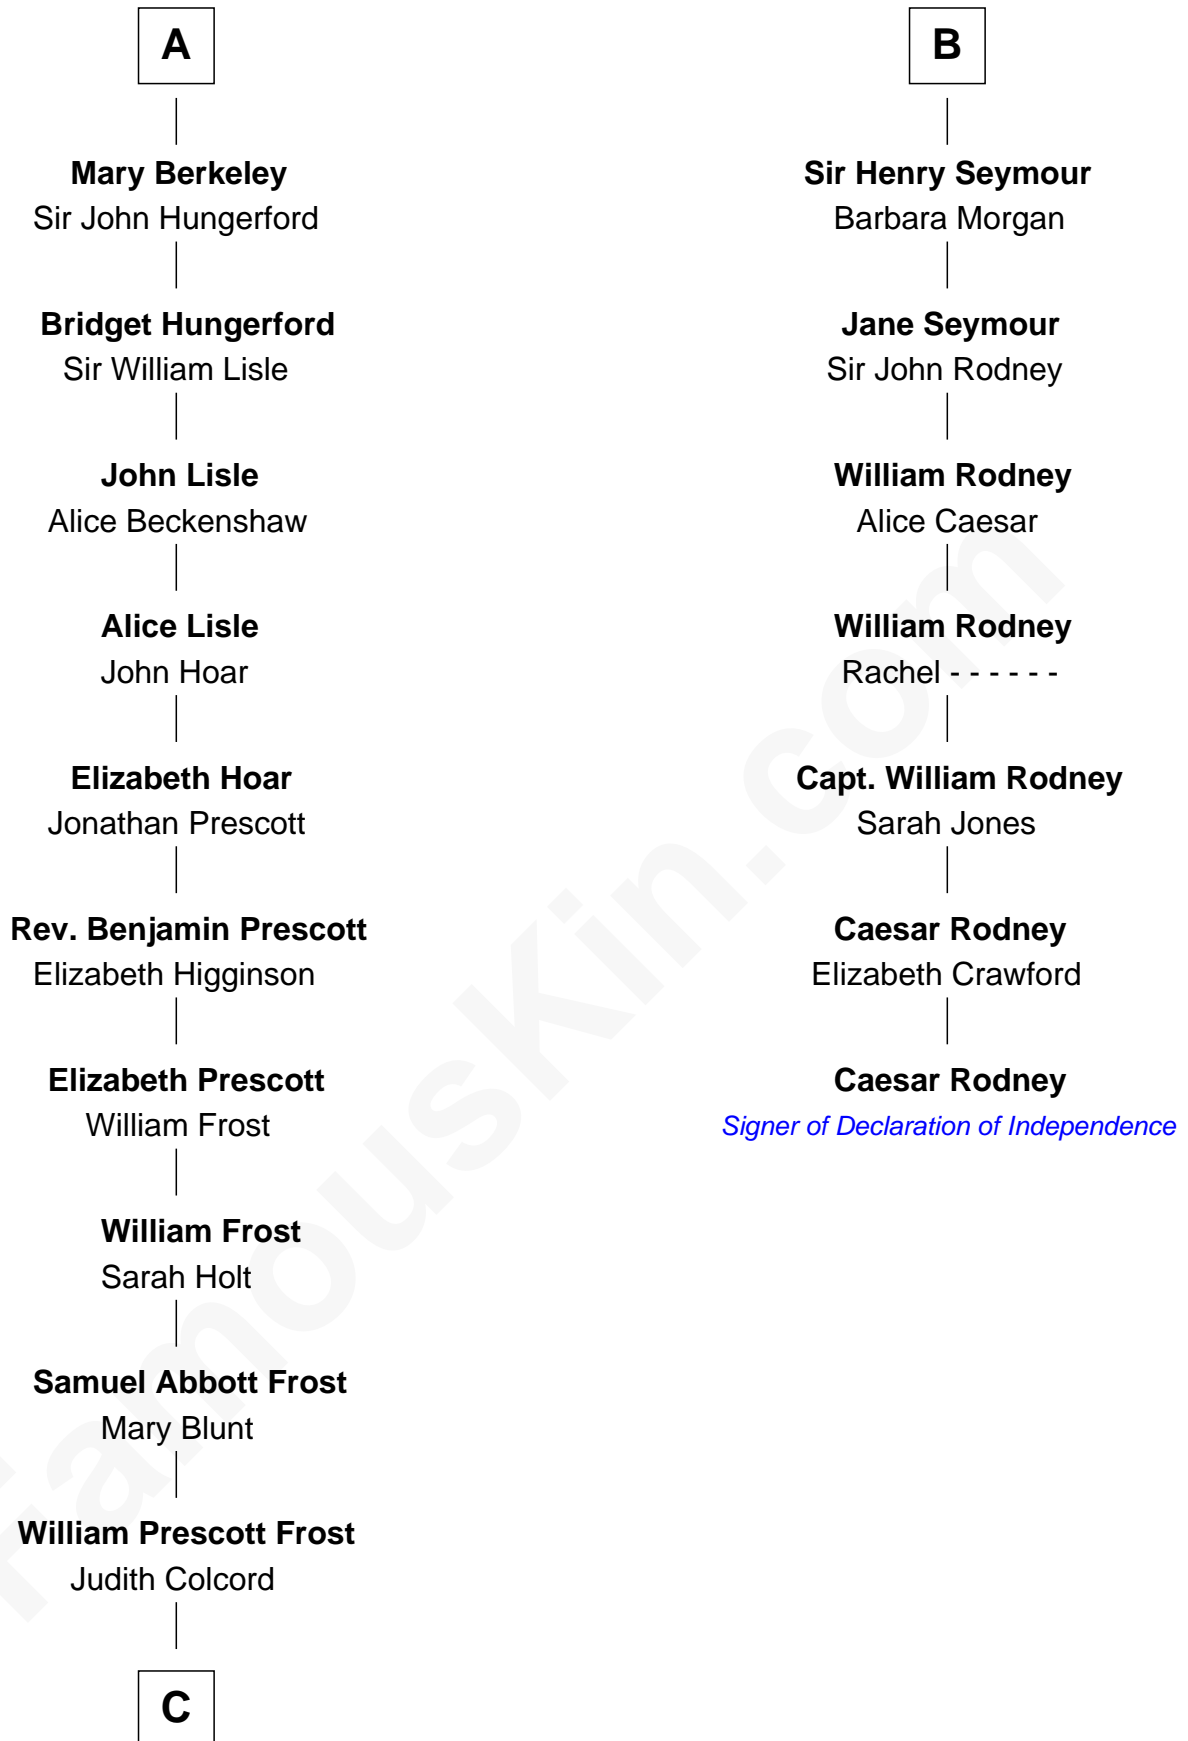 A
Mary Berkeley
Sir John Hungerford
Bridget Hungerford
Sir William Lisle
John Lisle
Alice Beckenshaw
Alice Lisle
John Hoar
Elizabeth Hoar
Jonathan Prescott
Rev. Benjamin Prescott
Elizabeth Higginson
Elizabeth Prescott
William Frost
William Frost
Sarah Holt
Samuel Abbott Frost
Mary Blunt
William Prescott Frost
Judith Colcord
C
B
Sir Henry Seymour
Barbara Morgan
Jane Seymour
Sir John Rodney
William Rodney
Alice Caesar
William Rodney
Rachel - - - - - -
Capt. William Rodney
Sarah Jones
Caesar Rodney
Elizabeth Crawford
Caesar Rodney
Signer of Declaration of Independence
FamousKin.com